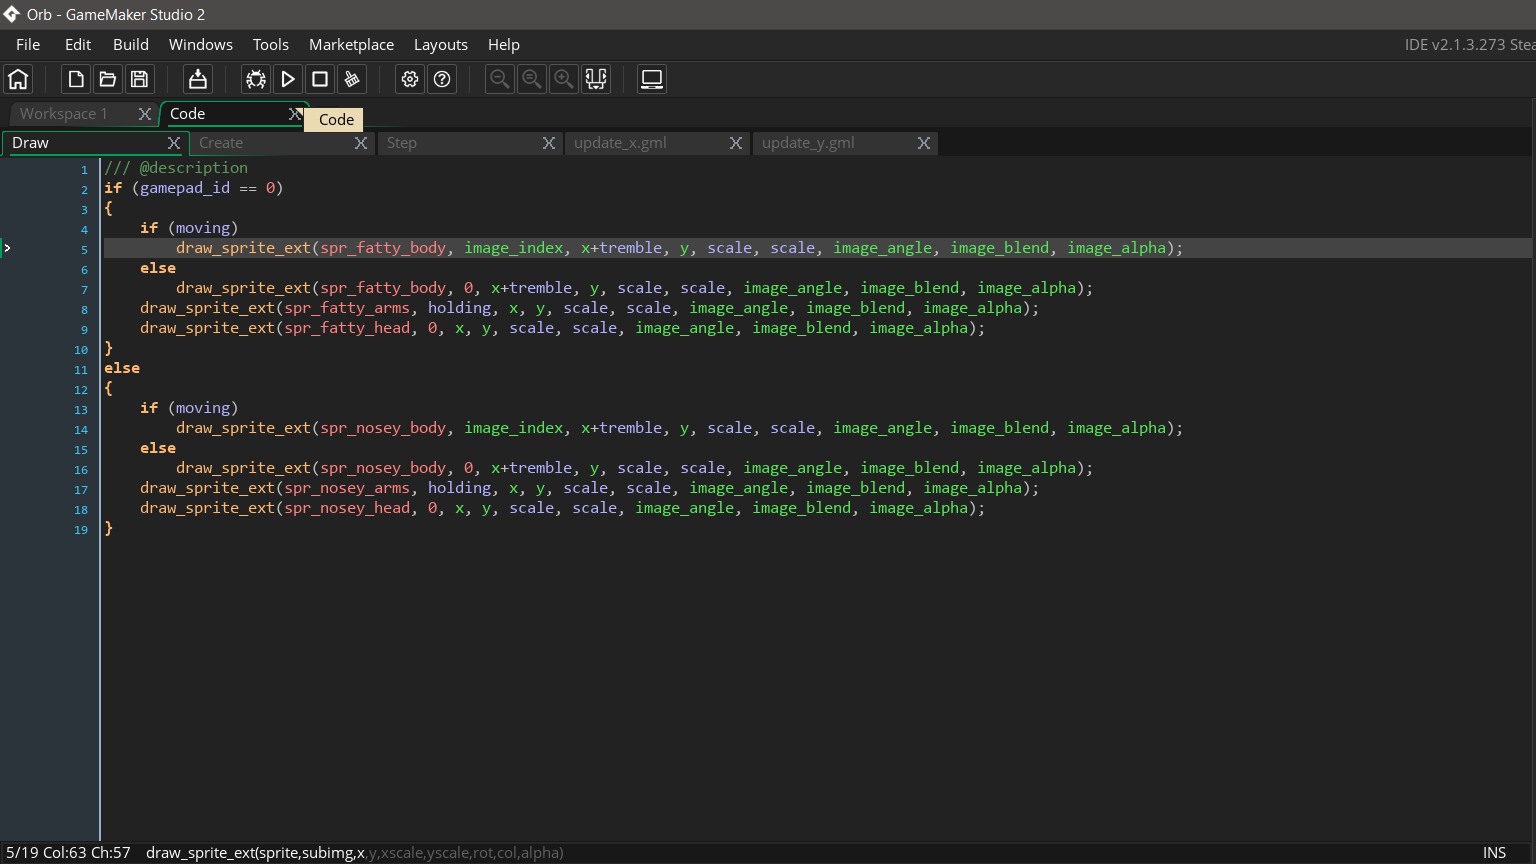 Orb - GameMaker Studio 2
File Edit Build Windows Tools Marketplace Layouts Help IDE v2.1.3.273 Stea
Workspace 1 Code
Code
Draw Create Step update_x.gml update_y.gml
1 /// @description
2 if (gamepad_id == 0)
3 {
4 if (moving)
5 draw_sprite_ext(spr_fatty_body, image_index, x+tremble, y, scale, scale, image_angle, image_blend, image_alpha);
6 else
7 draw_sprite_ext(spr_fatty_body, 0, x+tremble, y, scale, scale, image_angle, image_blend, image_alpha);
8 draw_sprite_ext(spr_fatty_arms, holding, x, y, scale, scale, image_angle, image_blend, image_alpha);
9 draw_sprite_ext(spr_fatty_head, 0, x, y, scale, scale, image_angle, image_blend, image_alpha);
10 }
11 else
12 {
13 if (moving)
14 draw_sprite_ext(spr_nosey_body, image_index, x+tremble, y, scale, scale, image_angle, image_blend, image_alpha);
15 else
16 draw_sprite_ext(spr_nosey_body, 0, x+tremble, y, scale, scale, image_angle, image_blend, image_alpha);
17 draw_sprite_ext(spr_nosey_arms, holding, x, y, scale, scale, image_angle, image_blend, image_alpha);
18 draw_sprite_ext(spr_nosey_head, 0, x, y, scale, scale, image_angle, image_blend, image_alpha);
19 }
5/19 Col:63 Ch:57 draw_sprite_ext(sprite,subimg,x,y,xscale,yscale,rot,col,alpha) INS